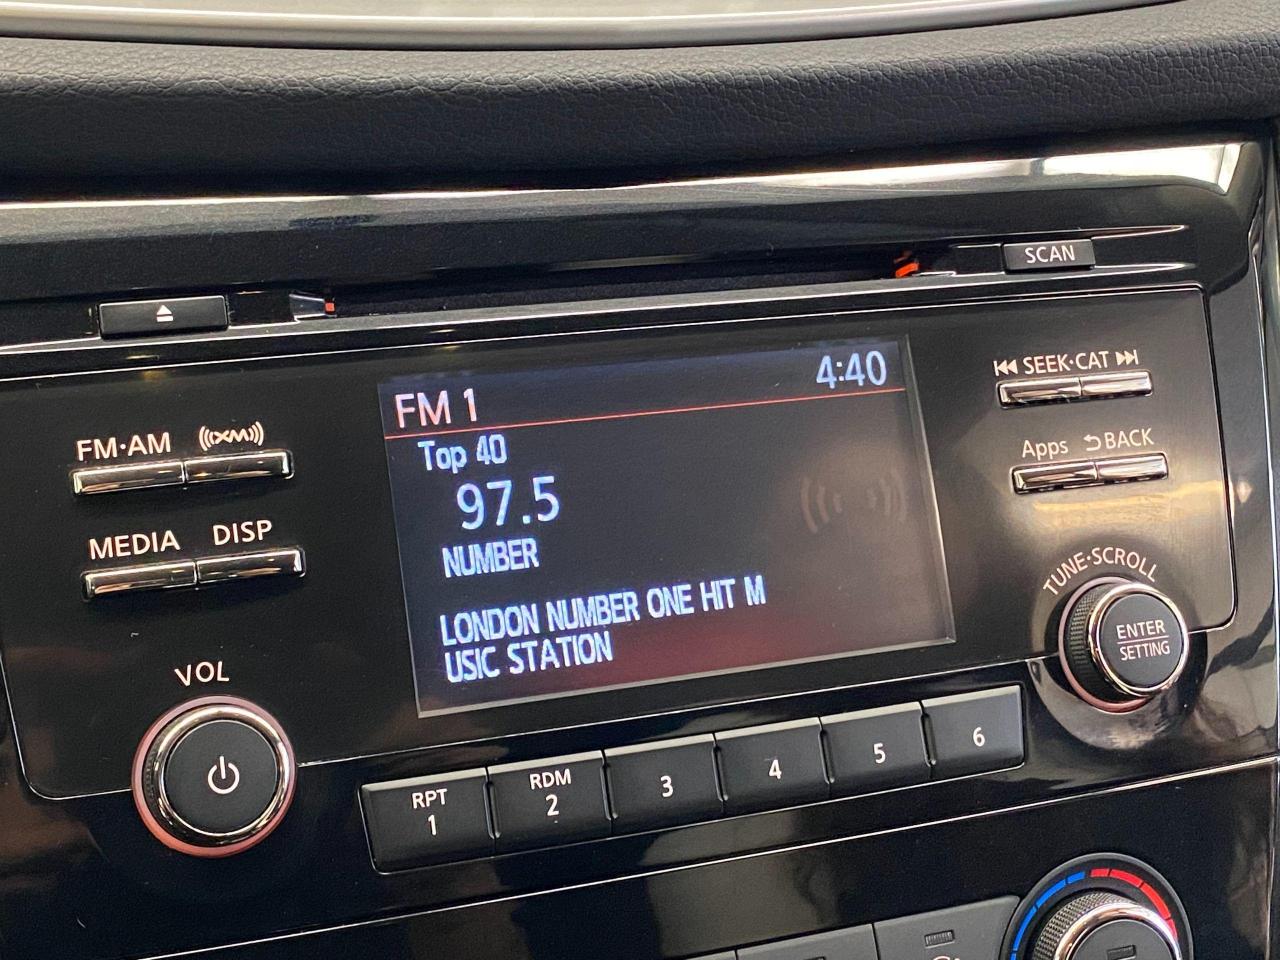 SCAN
SEEK·CAT
FM 1 4:40
FM·AM
((XM))
Top 40
Apps
BACK
97.5
MEDIA
DISP
NUMBER
TUNE·SCROLL
LONDON NUMBER ONE HIT M
USIC STATION
ENTER
SETTING
VOL
RPT
1
RDM
2
3
4
5
6